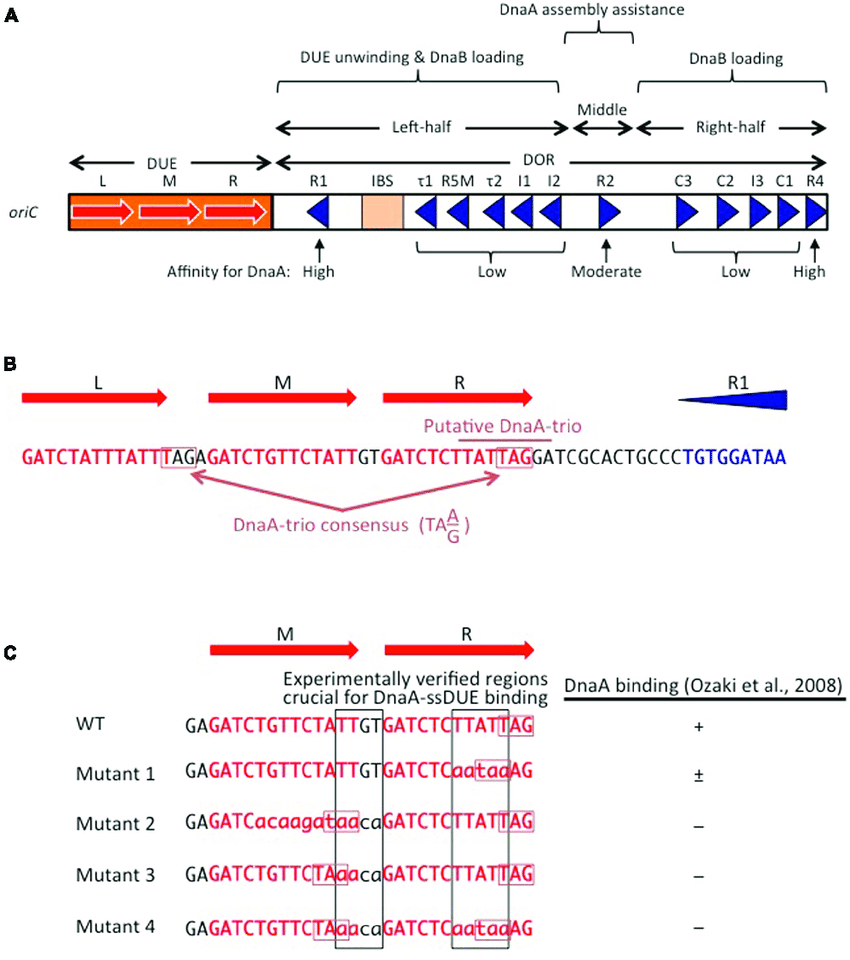 A
DnaA assembly assistance
DUE unwinding & DnaB loading
DnaB loading
Middle
Left-half
Right-half
DUE
DOR
L M R R1 IBS τ1 R5M τ2 I1 I2 R2 C3 C2 I3 C1 R4
oriC
Affinity for DnaA: High Low Moderate Low High
B
L M R R1
Putative DnaA-trio
GATCTATTTATTTAGAGATCTGTTCTATTGTGATCTCTTATTAGGATCGCACTGCCCTGTGGATAA
DnaA-trio consensus (TA A/G)
C
M R
Experimentally verified regions
crucial for DnaA-ssDUE binding
DnaA binding (Ozaki et al., 2008)
WT GAGATCTGTTCTATTGTGATCTCTTATTAG +
Mutant 1 GAGATCTGTTCTATTGTGATCTCaataaAG ±
Mutant 2 GAGATCacaagataacaGATCTCTTATTAG –
Mutant 3 GAGATCTGTTCTAaacaGATCTCTTATTAG –
Mutant 4 GAGATCTGTTCTAaacaGATCTCaataaAG –